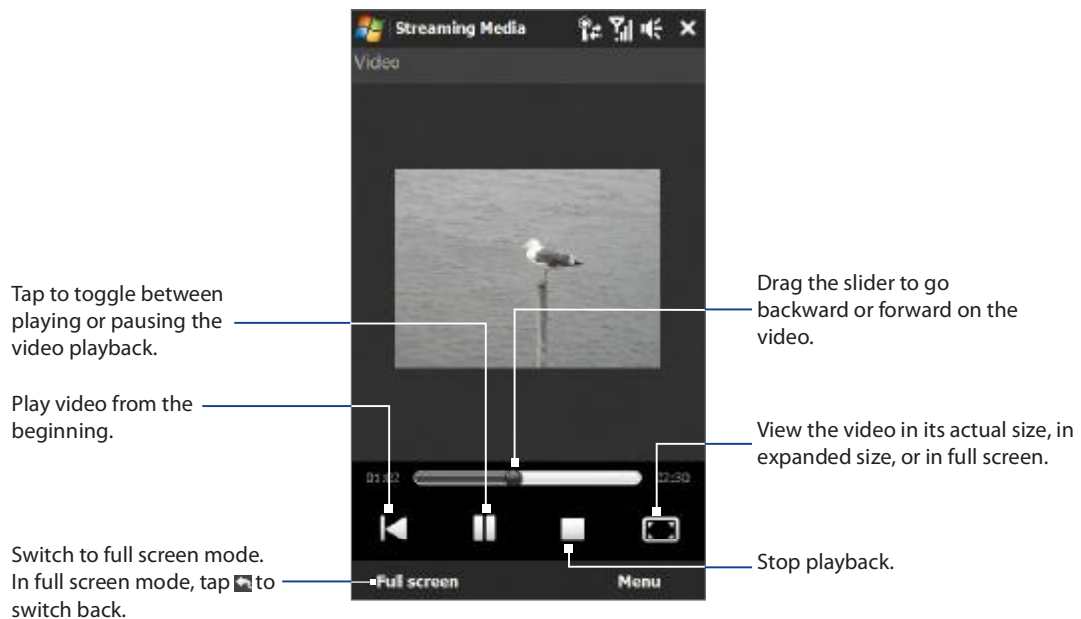 Streaming Media
Video
Tap to toggle between
playing or pausing the
video playback.
Play video from the
beginning.
Switch to full screen mode.
In full screen mode, tap to
switch back.
Drag the slider to go
backward or forward on the
video.
View the video in its actual size, in
expanded size, or in full screen.
Stop playback.
01:02
02:30
Full screen
Menu